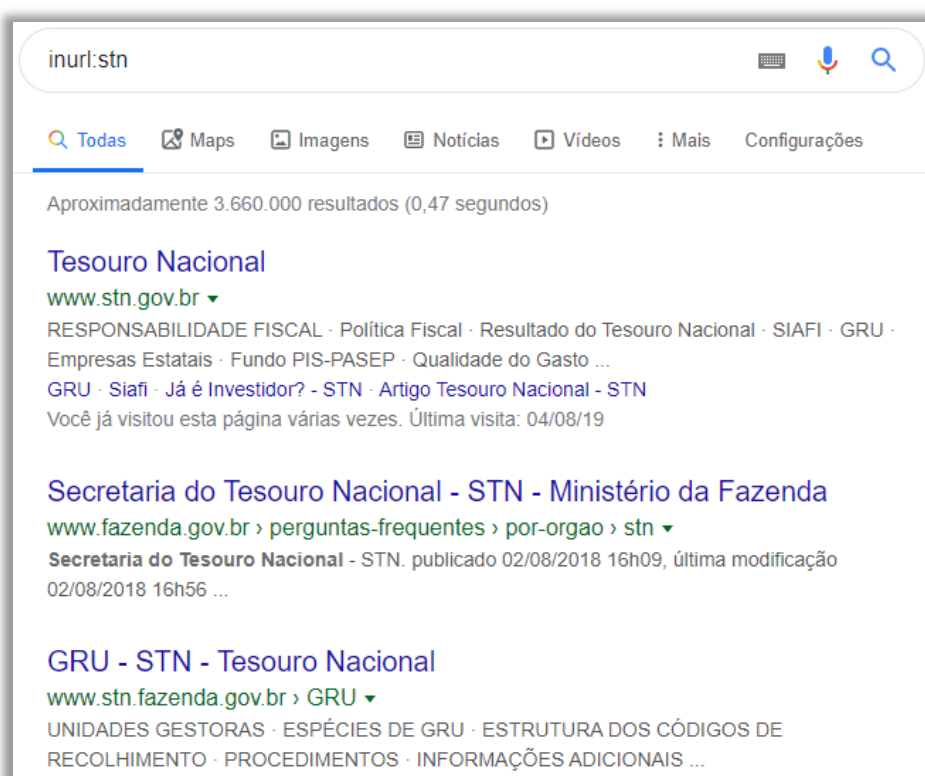 inurl:stn
Todas Maps Imagens Notícias Vídeos Mais Configurações
Aproximadamente 3.660.000 resultados (0,47 segundos)
Tesouro Nacional
www.stn.gov.br
RESPONSABILIDADE FISCAL · Política Fiscal · Resultado do Tesouro Nacional · SIAFI · GRU ·
Empresas Estatais · Fundo PIS-PASEP · Qualidade do Gasto ...
GRU · Siafi · Já é Investidor? - STN · Artigo Tesouro Nacional - STN
Você já visitou esta página várias vezes. Última visita: 04/08/19
Secretaria do Tesouro Nacional - STN - Ministério da Fazenda
www.fazenda.gov.br › perguntas-frequentes › por-orgao › stn
Secretaria do Tesouro Nacional - STN. publicado 02/08/2018 16h09, última modificação
02/08/2018 16h56 ...
GRU - STN - Tesouro Nacional
www.stn.fazenda.gov.br › GRU
UNIDADES GESTORAS · ESPÉCIES DE GRU · ESTRUTURA DOS CÓDIGOS DE
RECOLHIMENTO · PROCEDIMENTOS · INFORMAÇÕES ADICIONAIS ...